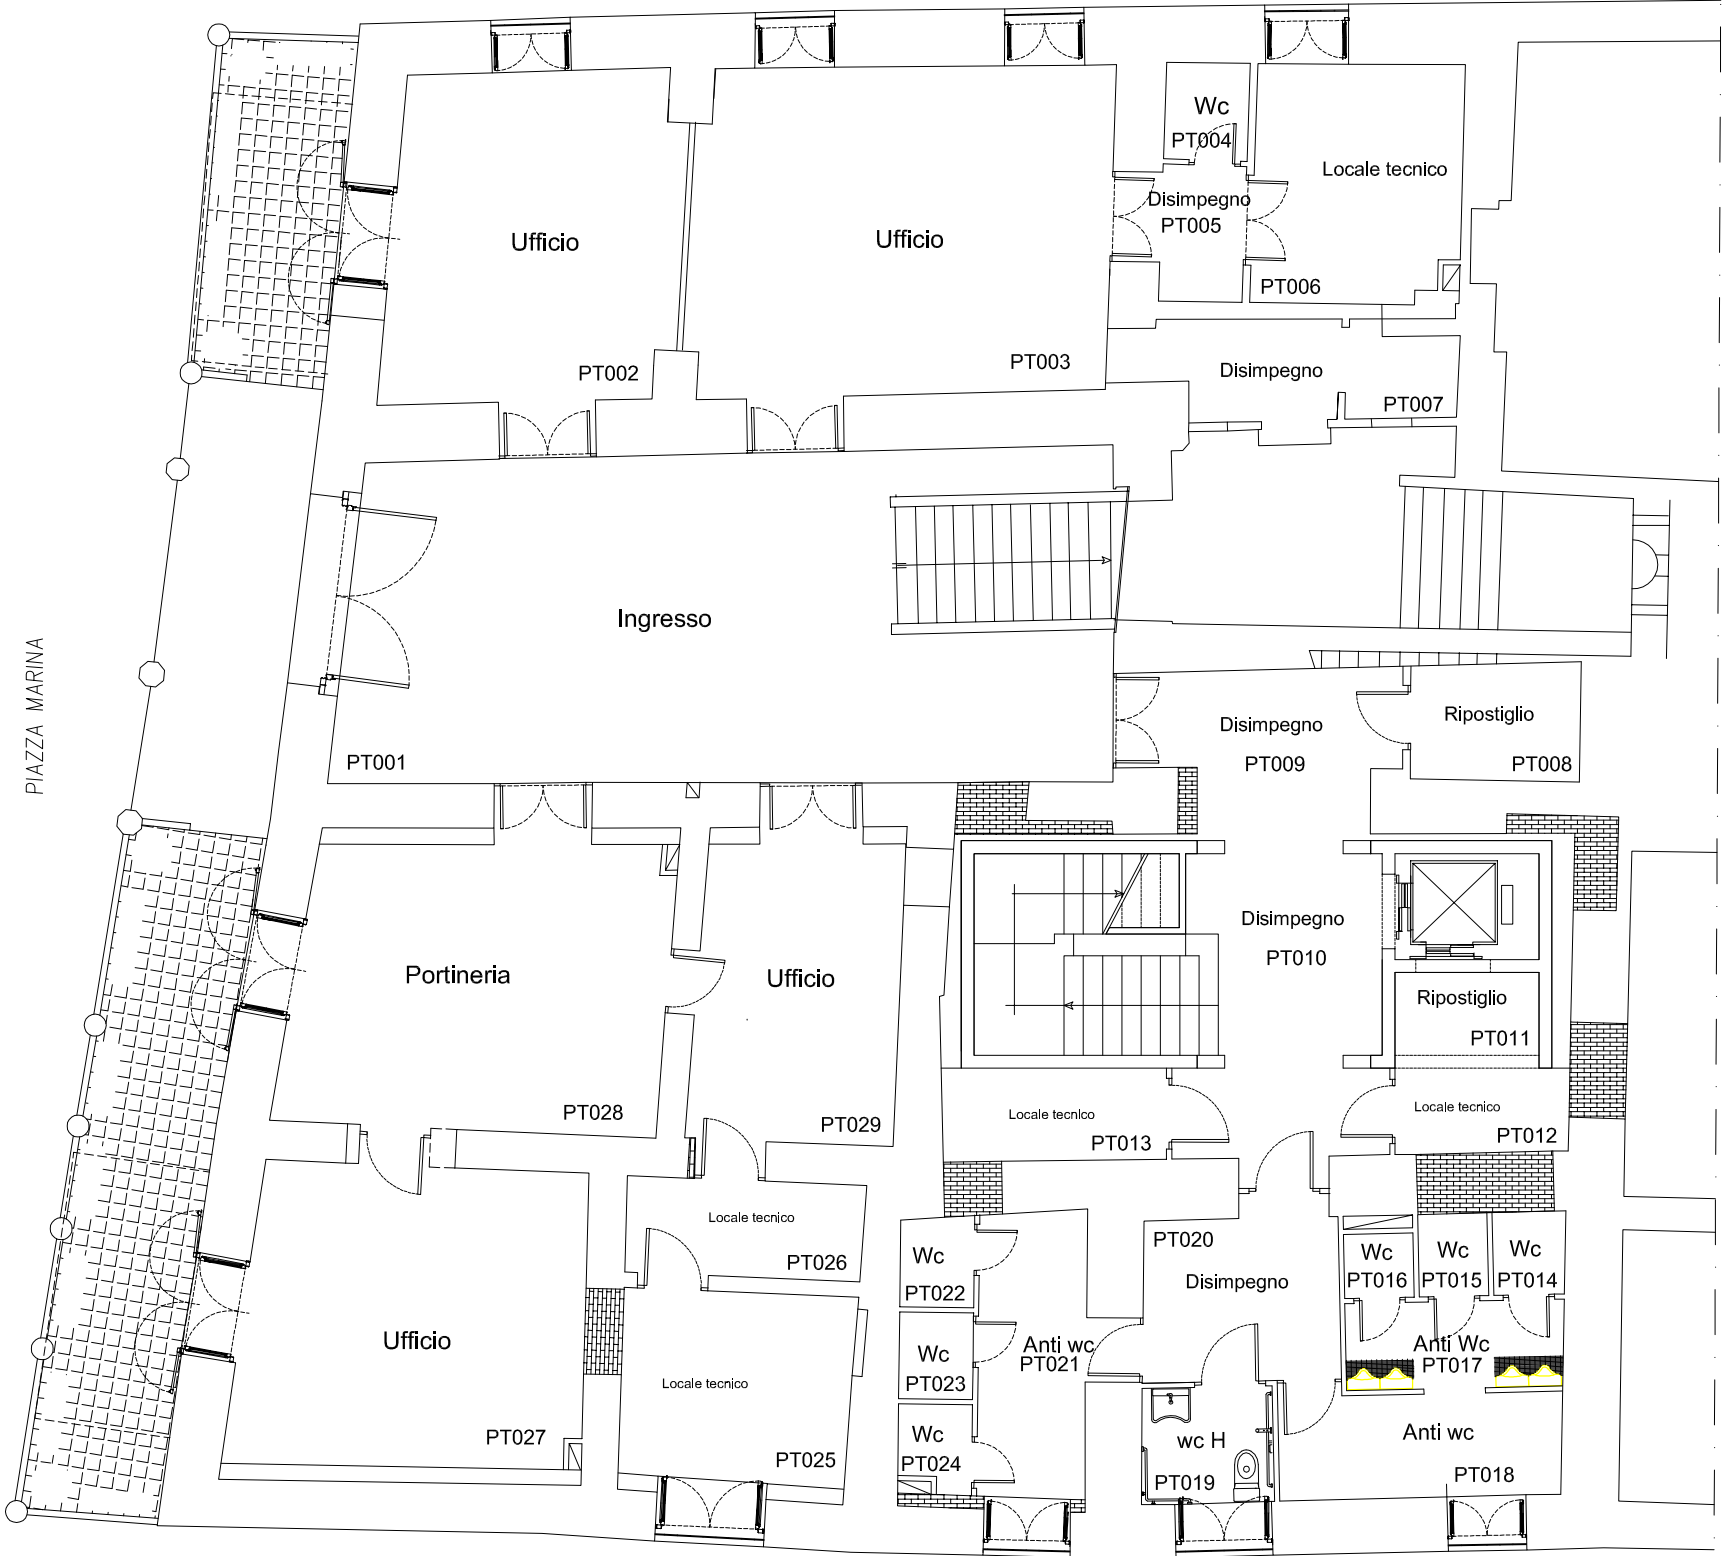 Wc
PT004
Locale tecnico
Disimpegno
PT005
Ufficio
Ufficio
PT006
PT002
PT003
Disimpegno
PT007
Ingresso
PIAZZA MARINA
PT001
Disimpegno
PT009
Ripostiglio
PT008
Portineria
Ufficio
Disimpegno
PT010
Ripostiglio
PT011
PT028
PT029
Locale tecnico
PT013
Locale tecnico
PT012
Locale tecnico
PT026
Wc
PT022
PT020
Disimpegno
Wc
PT016
Wc
PT015
Wc
PT014
Ufficio
PT027
Locale tecnico
PT025
Wc
PT023
Anti wc
PT021
Anti Wc
PT017
Wc
PT024
wc H
PT019
Anti wc
PT018